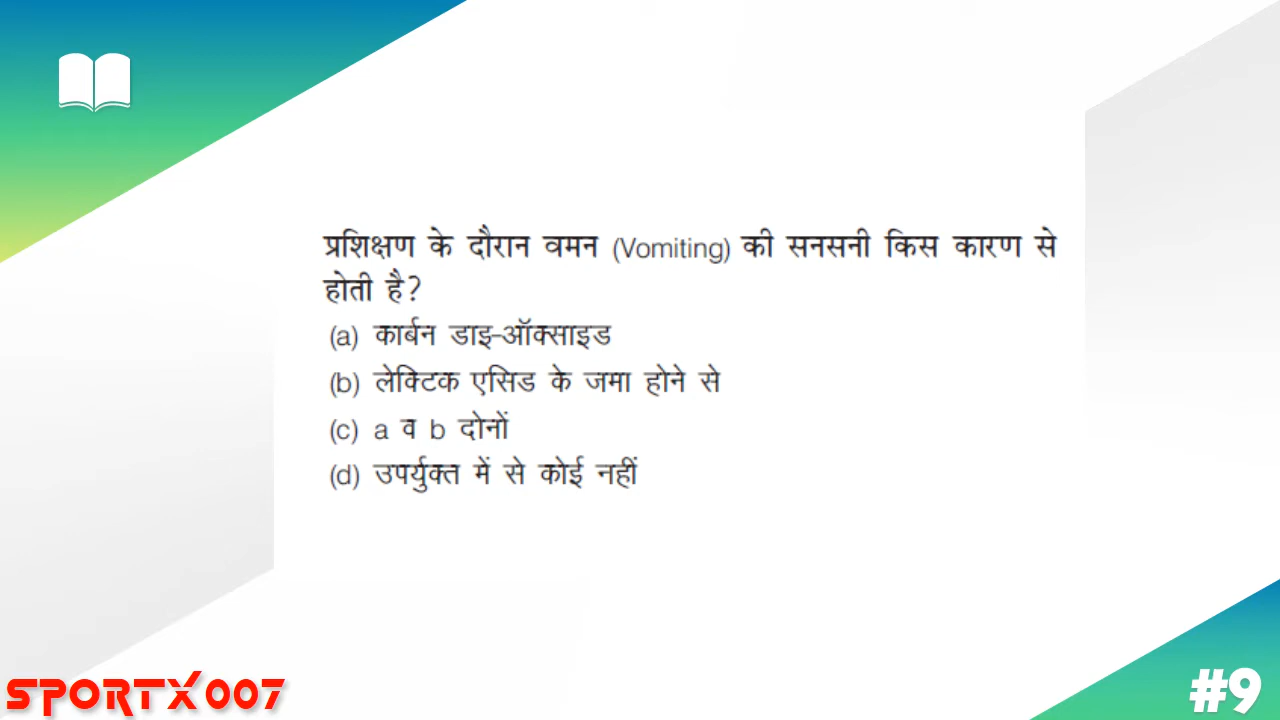 प्रशिक्षण के दौरान वमन (Vomiting) की सनसनी किस कारण से
होती है?
(a) कार्बन डाइ-ऑक्साइड
(b) लेक्टिक एसिड के जमा होने से
(c) a व b दोनों
(d) उपर्युक्त में से कोई नहीं
SPORTX007
#9